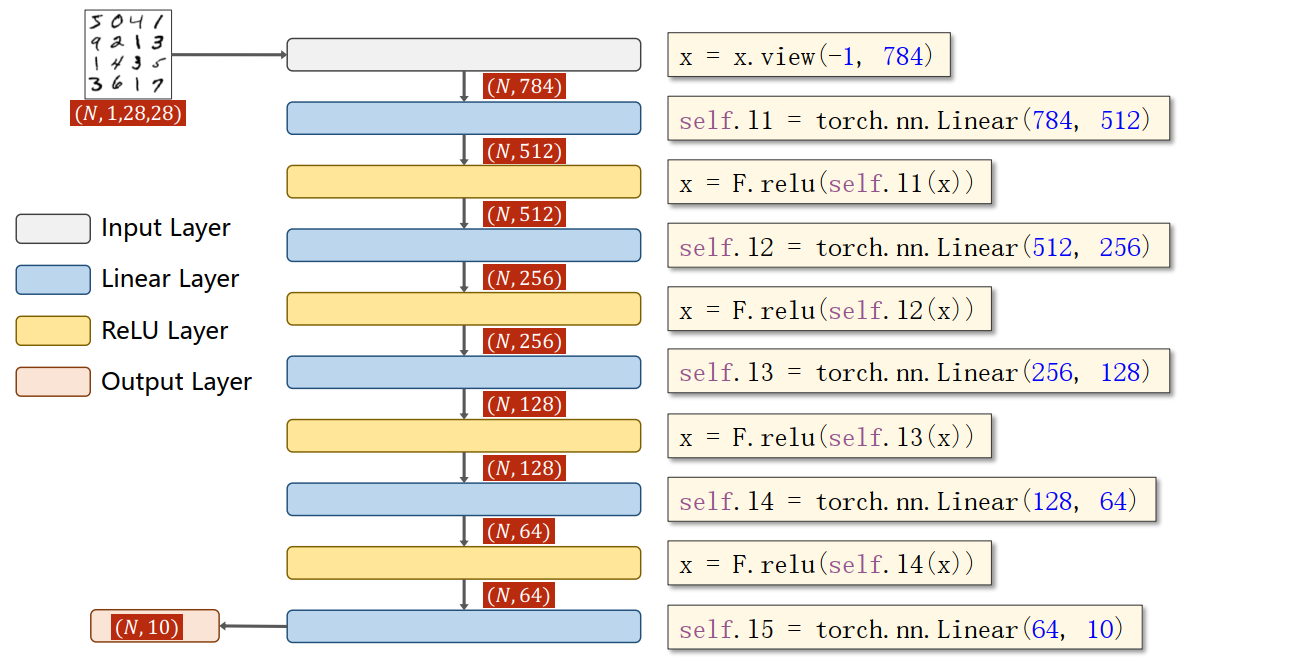 5 0 4 1
9 2 1 3
1 4 3 5
3 6 1 7
(N, 1,28,28)
x = x.view(-1, 784)
(N, 784)
self.l1 = torch.nn.Linear(784, 512)
(N, 512)
x = F.relu(self.l1(x))
(N, 512)
self.l2 = torch.nn.Linear(512, 256)
(N, 256)
x = F.relu(self.l2(x))
(N, 256)
self.l3 = torch.nn.Linear(256, 128)
(N, 128)
x = F.relu(self.l3(x))
(N, 128)
self.l4 = torch.nn.Linear(128, 64)
(N, 64)
x = F.relu(self.l4(x))
(N, 64)
self.l5 = torch.nn.Linear(64, 10)
(N, 10)
Input Layer
Linear Layer
ReLU Layer
Output Layer